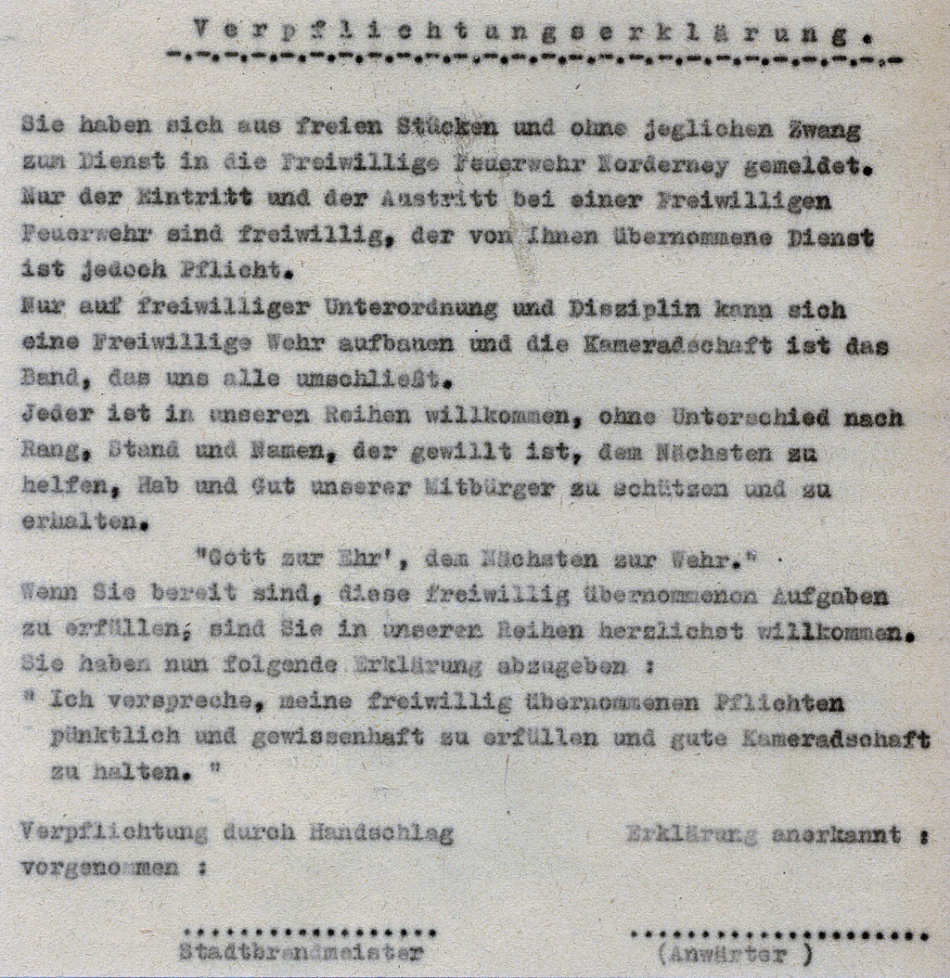 Verpflichtungserklärung.
Sie haben sich aus freien Stücken und ohne jeglichen Zwang
zum Dienst in die Freiwillige Feuerwehr Norderney gemeldet.
Nur der Eintritt und der Austritt bei einer Freiwilligen
Feuerwehr sind freiwillig, der von Ihnen übernommene Dienst
ist jedoch Pflicht.
Nur auf freiwilliger Unterordnung und Disziplin kann sich
eine Freiwillige Wehr aufbauen und die Kameradschaft ist das
Band, das uns alle umschließt.
Jeder ist in unseren Reihen willkommen, ohne Unterschied nach
Rang, Stand und Namen, der gewillt ist, dem Nächsten zu
helfen, Hab und Gut unserer Mitbürger zu schützen und zu
erhalten.
"Gott zur Ehr', dem Nächsten zur Wehr."
Wenn Sie bereit sind, diese freiwillig übernommenen Aufgaben
zu erfüllen, sind Sie in unseren Reihen herzlichst willkommen.
Sie haben nun folgende Erklärung abzugeben :
" Ich verspreche, meine freiwillig übernommenen Pflichten
pünktlich und gewissenhaft zu erfüllen und gute Kameradschaft
zu halten. "
Verpflichtung durch Handschlag Erklärung anerkannt :
vorgenommen :
Stadtbrandmeister (Anwärter )